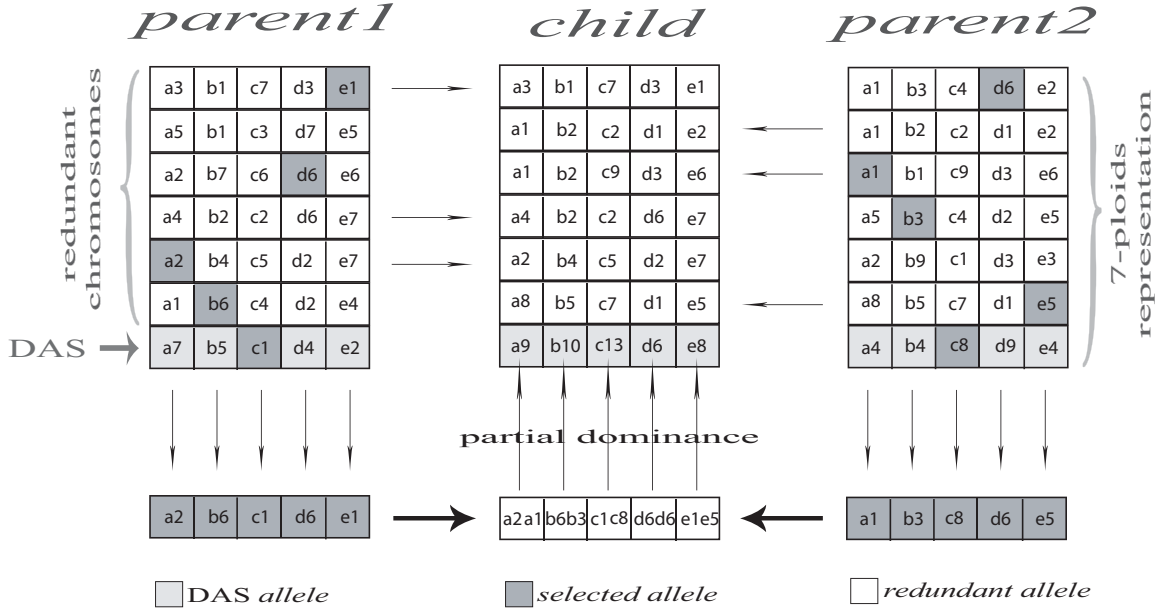 parent1 child parent2
redundant chromosomes
7-ploids representation
a3 b1 c7 d3 e1 a3 b1 c7 d3 e1 a1 b3 c4 d6 e2
a5 b1 c3 d7 e5 a1 b2 c2 d1 e2 a1 b2 c2 d1 e2
a2 b7 c6 d6 e6 a1 b2 c9 d3 e6 a1 b1 c9 d3 e6
a4 b2 c2 d6 e7 a4 b2 c2 d6 e7 a5 b3 c4 d2 e5
a2 b4 c5 d2 e7 a2 b4 c5 d2 e7 a2 b9 c1 d3 e3
a1 b6 c4 d2 e4 a8 b5 c7 d1 e5 a8 b5 c7 d1 e5
DAS a7 b5 c1 d4 e2 a9 b10 c13 d6 e8 a4 b4 c8 d9 e4
partial dominance
a2 b6 c1 d6 e1 a2a1 b6b3 c1c8 d6d6 e1e5 a1 b3 c8 d6 e5
DAS allele selected allele redundant allele